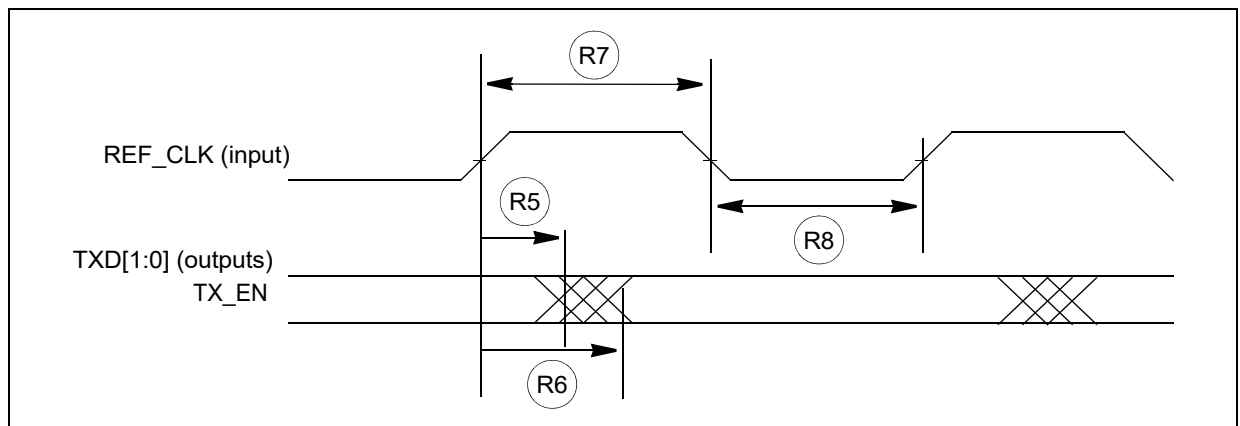 R7
REF_CLK (input)
R5
R8
TXD[1:0] (outputs)
TX_EN
R6